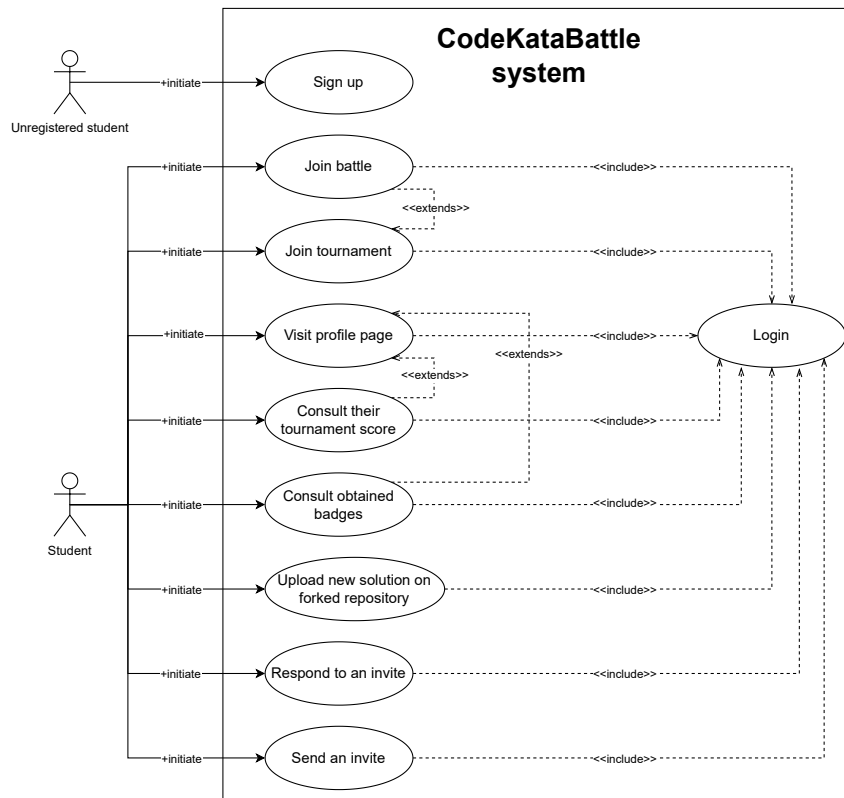 CodeKataBattle
system
+initiate
Sign up
Unregistered student
+initiate
Join battle
<<include>>
<<extends>>
+initiate
Join tournament
<<include>>
+initiate
Visit profile page
<<include>>
Login
<<extends>>
<<extends>>
+initiate
Consult their
tournament score
<<include>>
+initiate
Consult obtained
badges
<<include>>
Student
+initiate
Upload new solution on
forked repository
<<include>>
+initiate
Respond to an invite
<<include>>
+initiate
Send an invite
<<include>>